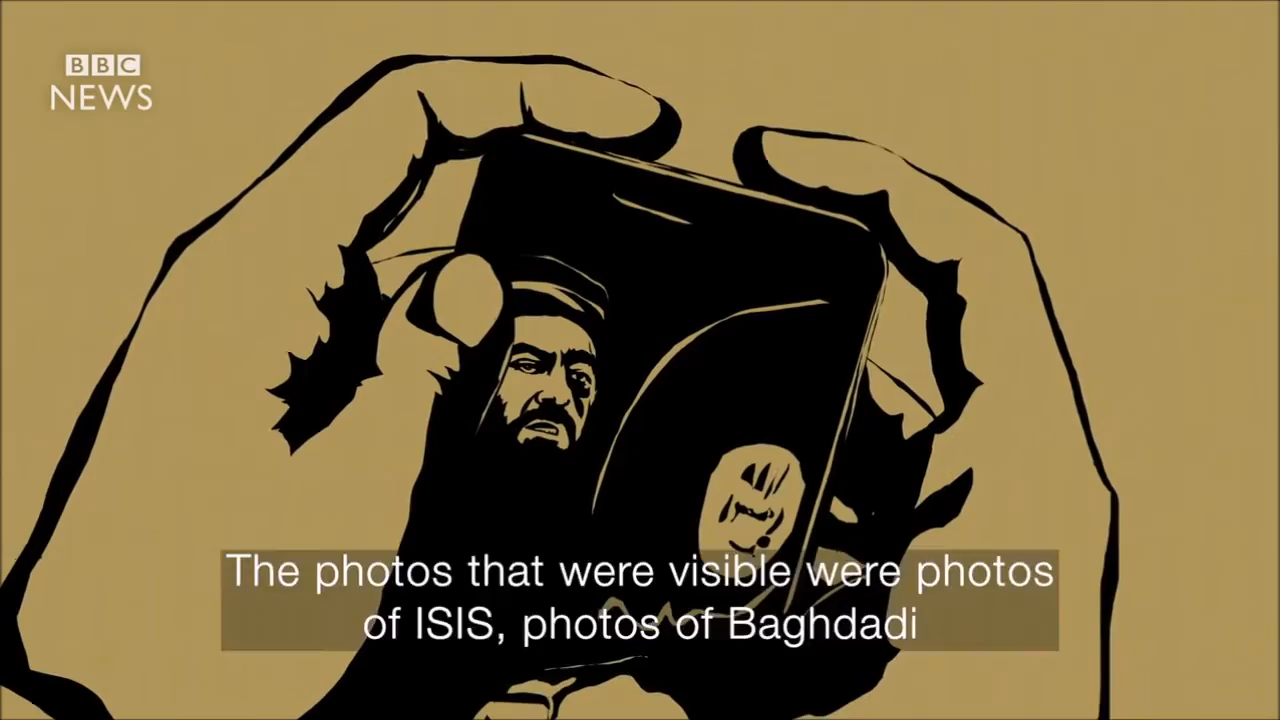 BBC
NEWS
The photos that were visible were photos
of ISIS, photos of Baghdadi